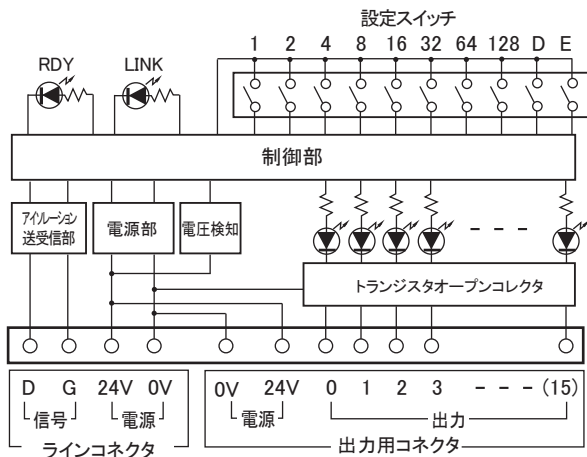 設定スイッチ
1 2 4 8 16 32 64 128 D E
RDY LINK
制御部
アイソレーション
送受信部
電源部
電圧検知
トランジスタオープンコレクタ
D G 24V 0V
信号 電源
ラインコネクタ
0V 24V 0 1 2 3 - - - (15)
電源 出力
出力用コネクタ